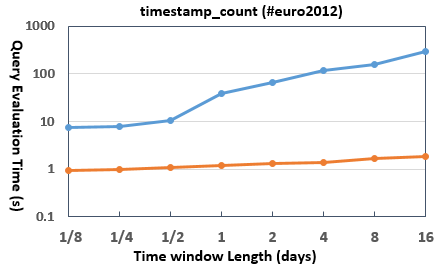 timestamp_count (#euro2012)
Query Evaluation Time (s)
1000
100
10
1
0.1
1/8 1/4 1/2 1 2 4 8 16
Time window Length (days)